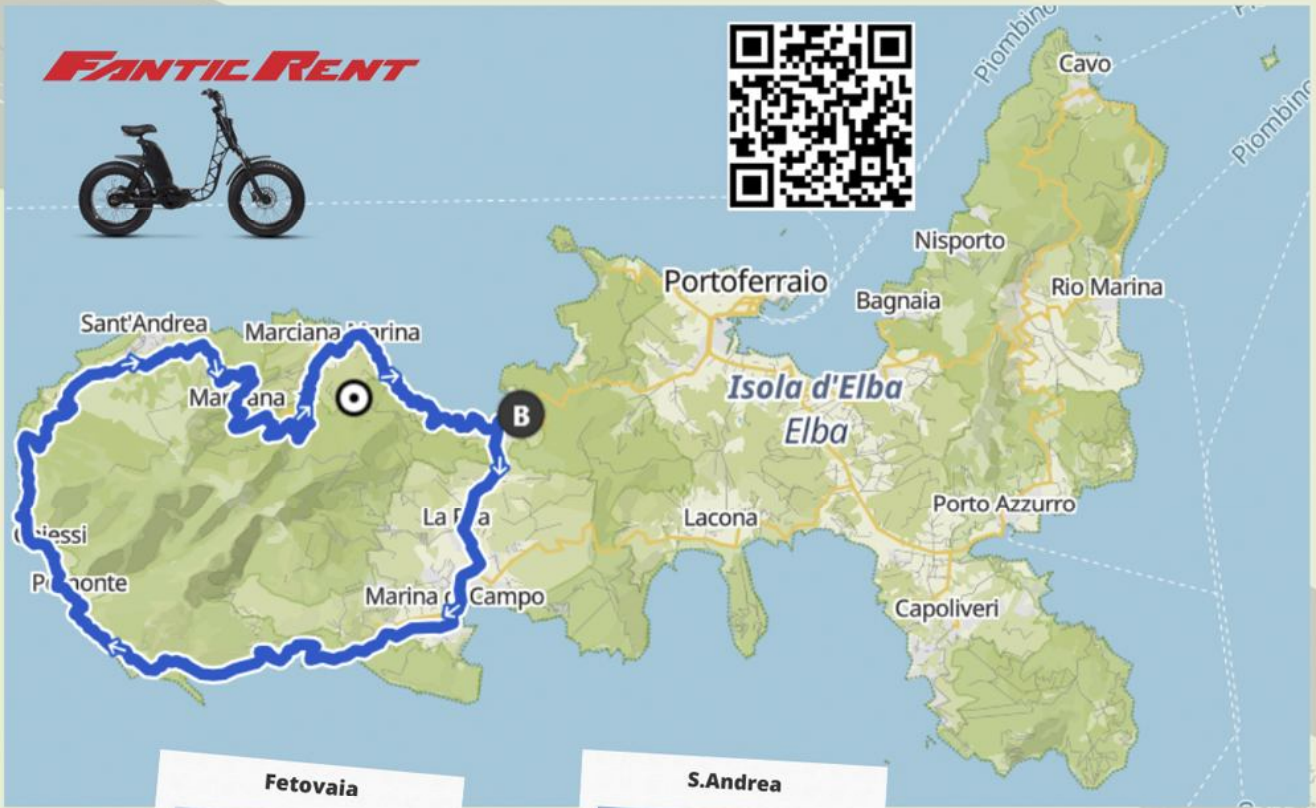 FANTIC RENT
Piombino
Piombino
Cavo
Nisporto
Portoferraio
Bagnaia
Rio Marina
Sant'Andrea
Marciana Marina
Isola d'Elba
Elba
B
Porto Azzurro
Lacona
Marina di Campo
Capoliveri
Fetovaia
S.Andrea